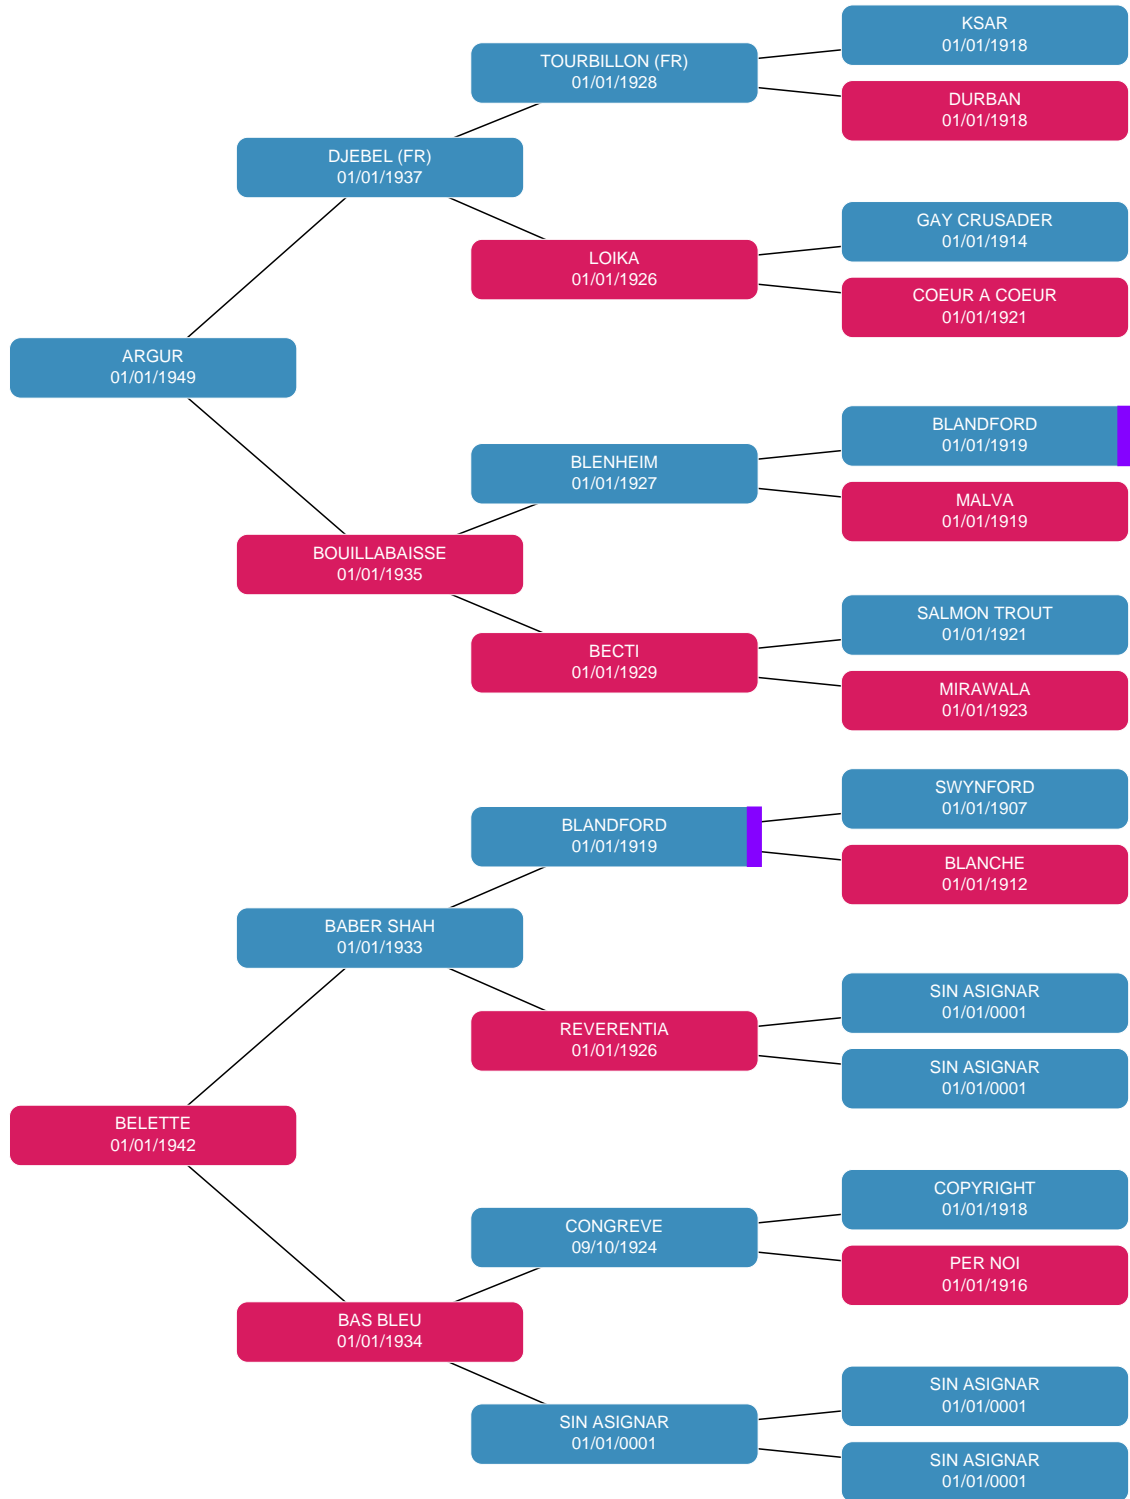 KSAR
01/01/1918
TOURBILLON (FR)
01/01/1928
DURBAN
01/01/1918
DJEBEL (FR)
01/01/1937
GAY CRUSADER
01/01/1914
LOIKA
01/01/1926
COEUR A COEUR
01/01/1921
ARGUR
01/01/1949
BLANDFORD
01/01/1919
BLENHEIM
01/01/1927
MALVA
01/01/1919
BOUILLABAISSE
01/01/1935
SALMON TROUT
01/01/1921
BECTI
01/01/1929
MIRAWALA
01/01/1923
SWYNFORD
01/01/1907
BLANDFORD
01/01/1919
BLANCHE
01/01/1912
BABER SHAH
01/01/1933
SIN ASIGNAR
01/01/0001
REVERENTIA
01/01/1926
SIN ASIGNAR
01/01/0001
BELETTE
01/01/1942
COPYRIGHT
01/01/1918
CONGREVE
09/10/1924
PER NOI
01/01/1916
BAS BLEU
01/01/1934
SIN ASIGNAR
01/01/0001
SIN ASIGNAR
01/01/0001
SIN ASIGNAR
01/01/0001